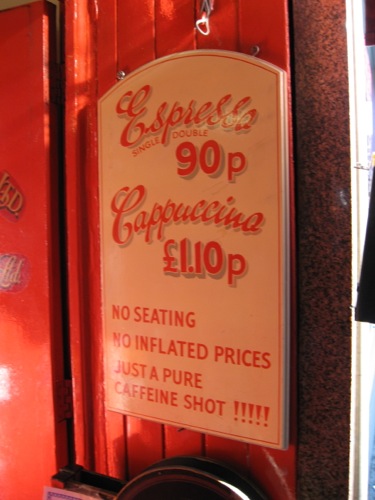 Espresso
SINGLE DOUBLE
90p
Cappuccino
£1.10p
NO SEATING
NO INFLATED PRICES
JUST A PURE
CAFFEINE SHOT !!!!!